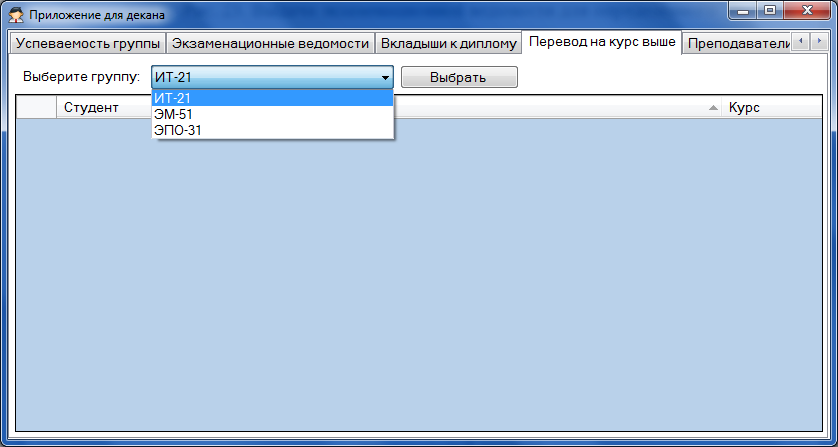 Приложение для декана
Успеваемость группы Экзаменационные ведомости Вкладыши к диплому Перевод на курс выше Преподаватели
Выберите группу: ИТ-21 Выбрать
Студент Курс
ИТ-21
ЭМ-51
ЭПО-31